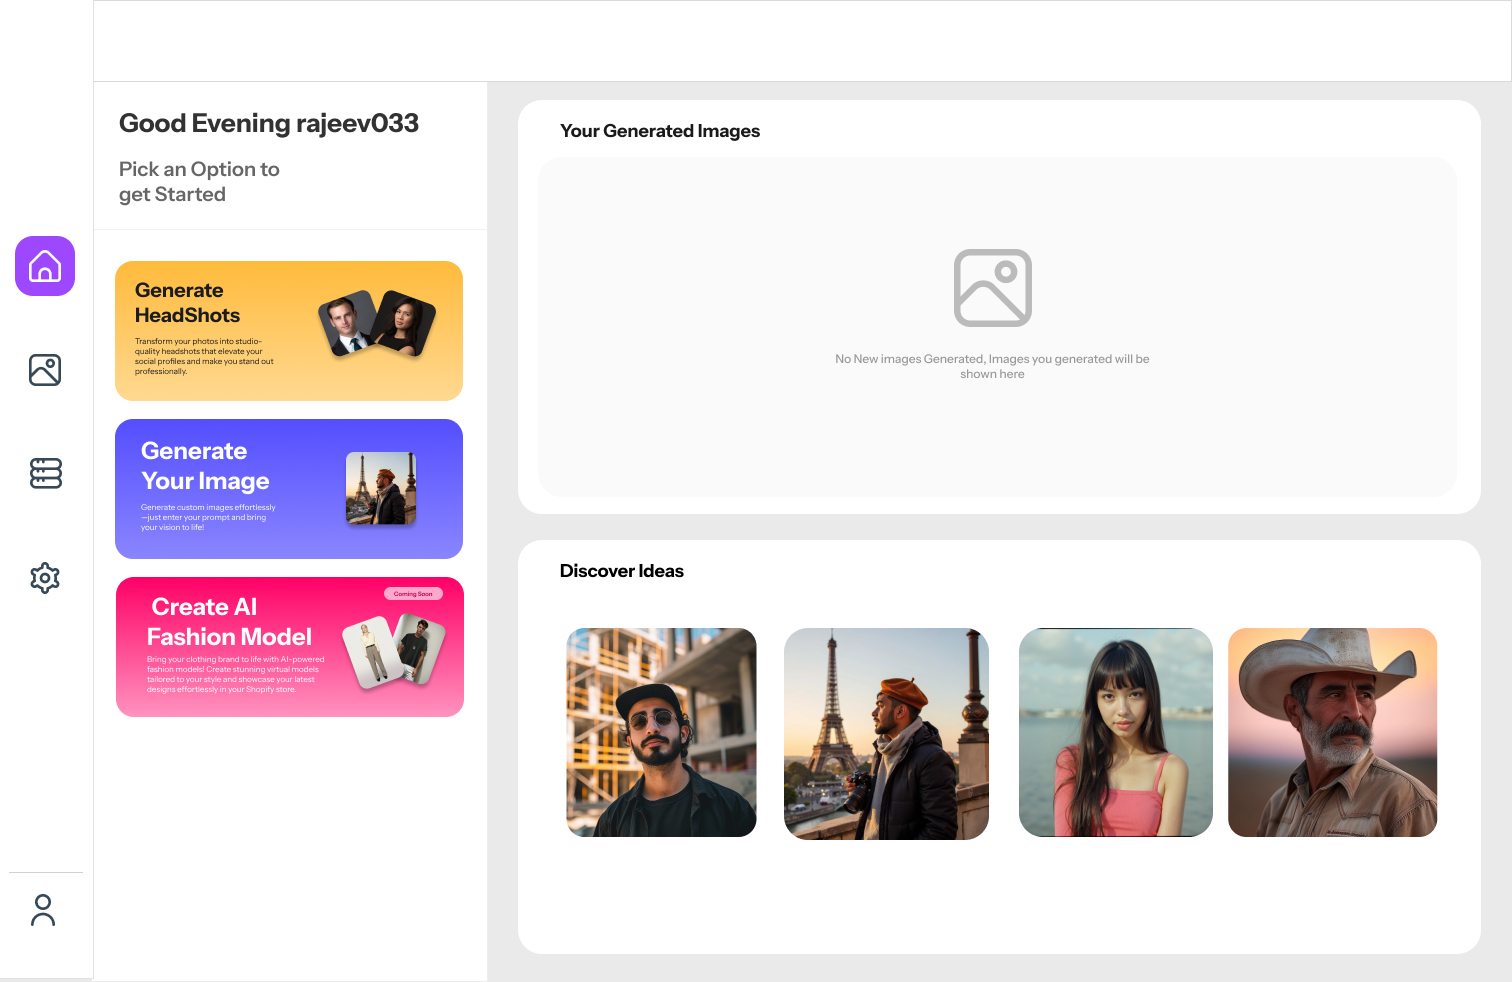 Good Evening rajeev033
Pick an Option to
get Started
Generate
HeadShots
Transform your photos into studio-
quality headshots that elevate your
social profiles and make you stand out
professionally.
Generate
Your Image
Generate custom images effortlessly
—just enter your prompt and bring
your vision to life!
Coming Soon
Create AI
Fashion Model
Bring your clothing brand to life with AI-powered
fashion models! Create stunning virtual models
tailored to your style and showcase your latest
designs effortlessly in your Shopify store.
Your Generated Images
No New images Generated, Images you generated will be
shown here
Discover Ideas